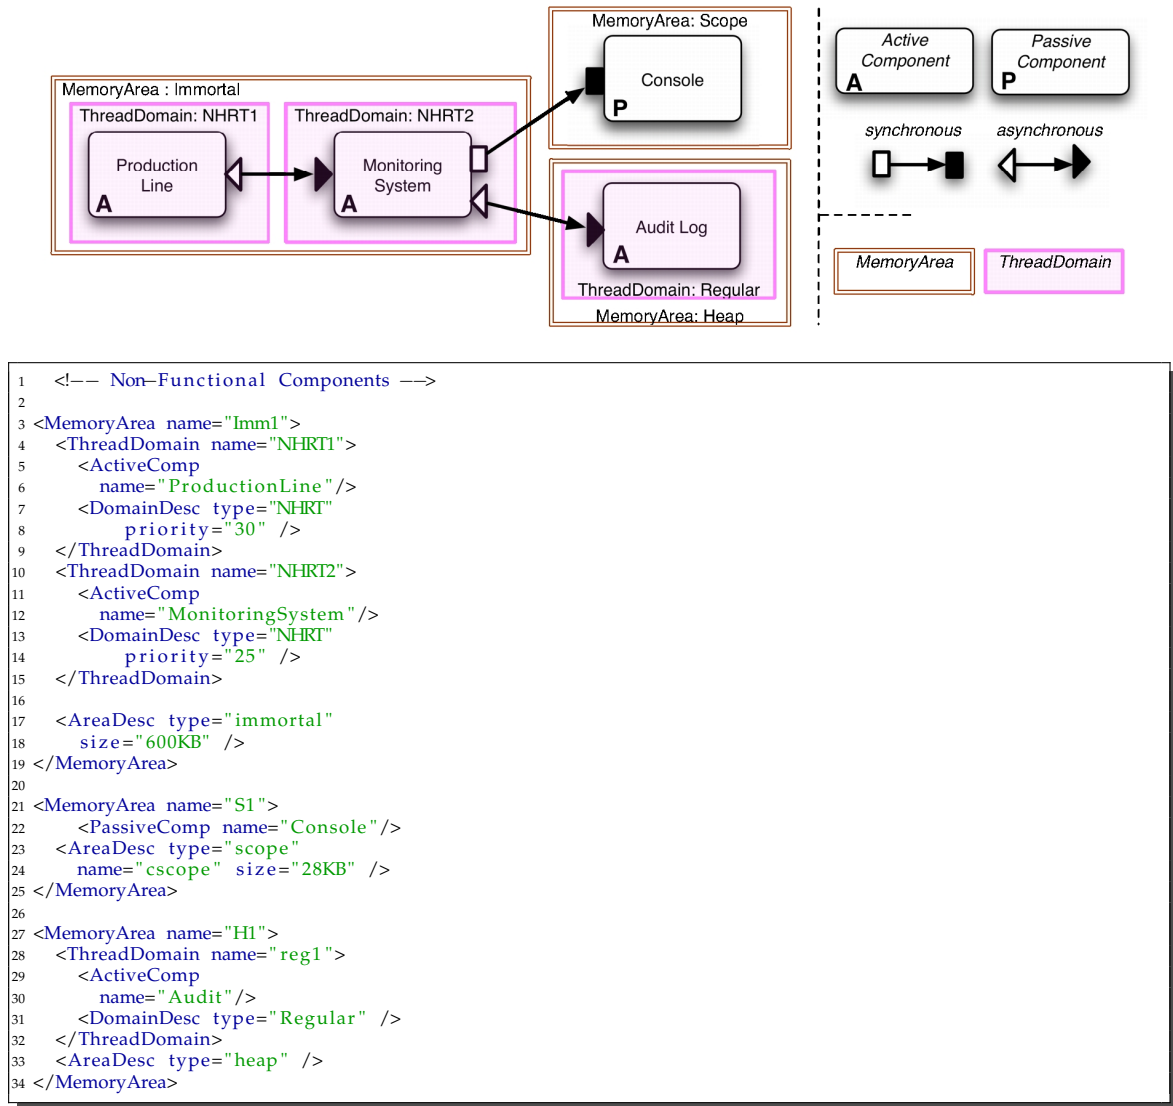 MemoryArea: Scope
Console
P
MemoryArea : Immortal
ThreadDomain: NHRT1
ThreadDomain: NHRT2
Production
Line
A
Monitoring
System
A
Audit Log
A
ThreadDomain: Regular
MemoryArea: Heap
Active
Component
A
Passive
Component
P
synchronous
asynchronous
MemoryArea
ThreadDomain
1 <!-- Non-Functional Components -->
2
3 <MemoryArea name="Imm1">
4 <ThreadDomain name="NHRT1">
5 <ActiveComp
6 name="ProductionLine"/>
7 <DomainDesc type="NHRT"
8 priority="30" />
9 </ThreadDomain>
10 <ThreadDomain name="NHRT2">
11 <ActiveComp
12 name="MonitoringSystem"/>
13 <DomainDesc type="NHRT"
14 priority="25" />
15 </ThreadDomain>
16
17 <AreaDesc type="immortal"
18 size="600KB" />
19 </MemoryArea>
20
21 <MemoryArea name="S1">
22 <PassiveComp name="Console"/>
23 <AreaDesc type="scope"
24 name="cscope" size="28KB" />
25 </MemoryArea>
26
27 <MemoryArea name="H1">
28 <ThreadDomain name="reg1">
29 <ActiveComp
30 name="Audit"/>
31 <DomainDesc type="Regular" />
32 </ThreadDomain>
33 <AreaDesc type="heap" />
34 </MemoryArea>